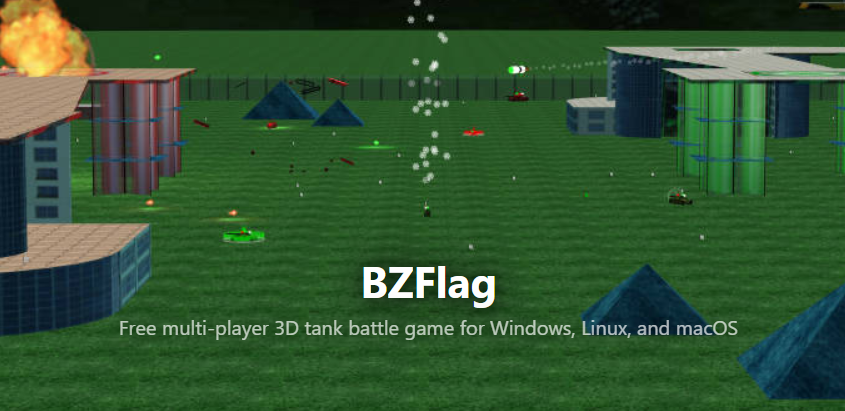 BZFlag
Free multi-player 3D tank battle game for Windows, Linux, and macOS